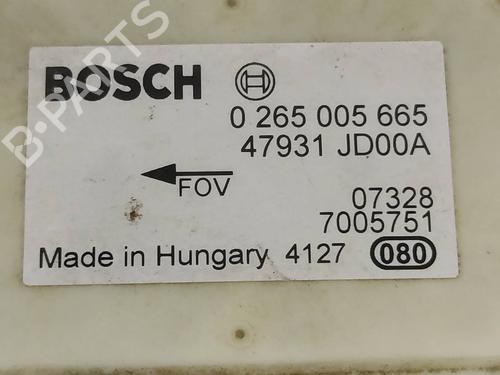 B-PARTS
BOSCH
0 265 005 665
47931 JD00A
FOV
07328
7005751
Made in Hungary 4127 080